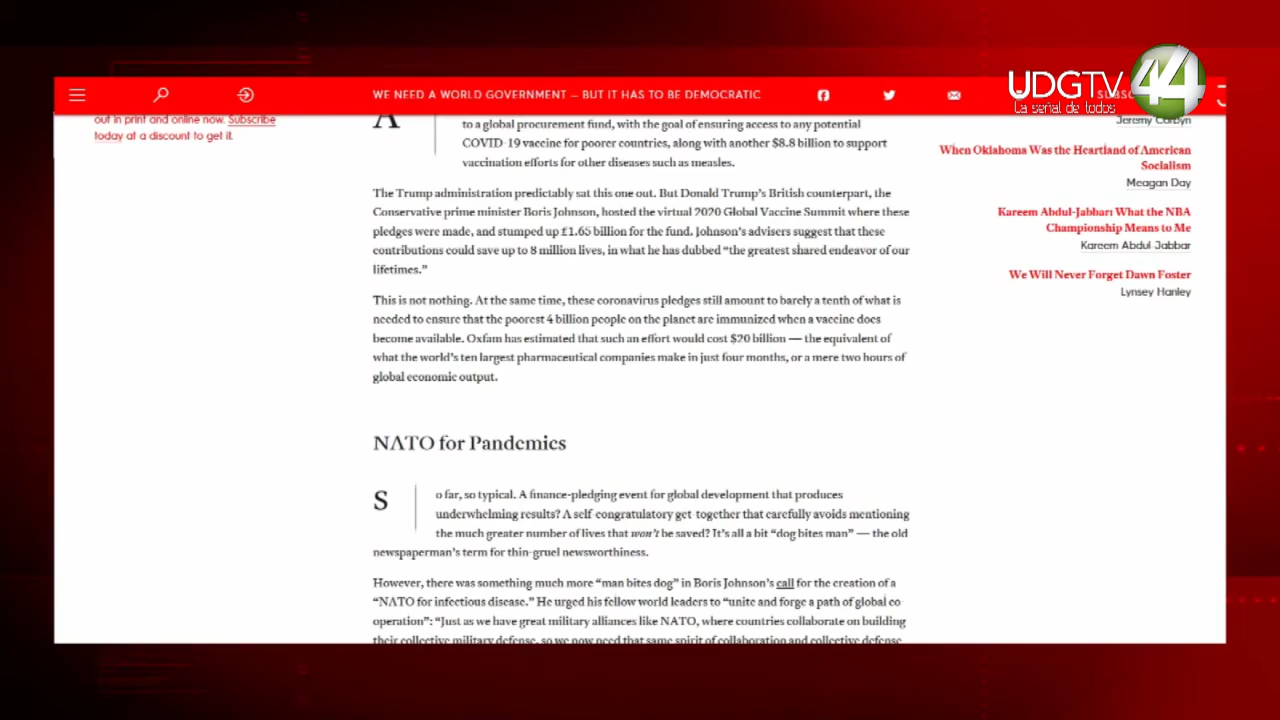 UDGTV 44
La señal de todos
WE NEED A WORLD GOVERNMENT — BUT IT HAS TO BE DEMOCRATIC
out in print and online now. Subscribe
today at a discount to get it.
A
to a global procurement fund, with the goal of ensuring access to any potential
COVID-19 vaccine for poorer countries, along with another $8.8 billion to support
vaccination efforts for other diseases such as measles.
The Trump administration predictably sat this one out. But Donald Trump's British counterpart, the
Conservative prime minister Boris Johnson, hosted the virtual 2020 Global Vaccine Summit where these
pledges were made, and stumped up £1.65 billion for the fund. Johnson's advisers suggest that these
contributions could save up to 8 million lives, in what he has dubbed “the greatest shared endeavor of our
lifetimes.”
This is not nothing. At the same time, these coronavirus pledges still amount to barely a tenth of what is
needed to ensure that the poorest 4 billion people on the planet are immunized when a vaccine does
become available. Oxfam has estimated that such an effort would cost $20 billion — the equivalent of
what the world's ten largest pharmaceutical companies make in just four months, or a mere two hours of
global economic output.
NATO for Pandemics
So far, so typical. A finance-pledging event for global development that produces
underwhelming results? A self-congratulatory get-together that carefully avoids mentioning
the much greater number of lives that won't be saved? It's all a bit “dog bites man” — the old
newspaperman's term for thin-gruel newsworthiness.
However, there was something much more “man bites dog” in Boris Johnson's call for the creation of a
“NATO for infectious disease.” He urged his fellow world leaders to “unite and forge a path of global co-
operation”: “Just as we have great military alliances like NATO, where countries collaborate on building
their collective military defense, so we now need that same spirit of collaboration and collective defense
Jeremy Corbyn
When Oklahoma Was the Heartland of American
Socialism
Meagan Day
Kareem Abdul-Jabbar: What the NBA
Championship Means to Me
Kareem Abdul-Jabbar
We Will Never Forget Dawn Foster
Lynsey Hanley